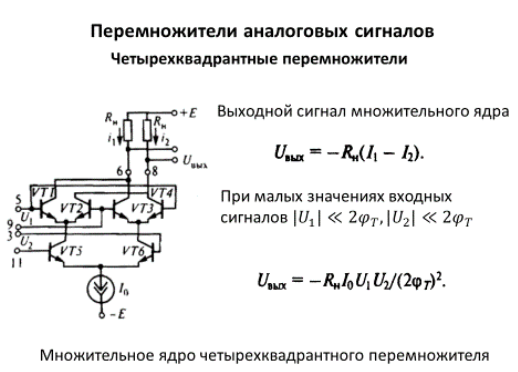 Перемножители аналоговых сигналов
Четырехквадрантные перемножители
+E
Rн Rн
i1 i2
Uвых
6 8
5
VT1 VT2 VT3 VT4
U1
9
3
U2
11
VT5 VT6
I0
-E
Выходной сигнал множительного ядра
Uвых = −Rн(I1 − I2).
При малых значениях входных
сигналов |U1| ≪ 2φT, |U2| ≪ 2φT
Uвых = −RнI0U1U2/(2φT)².
Множительное ядро четырехквадрантного перемножителя